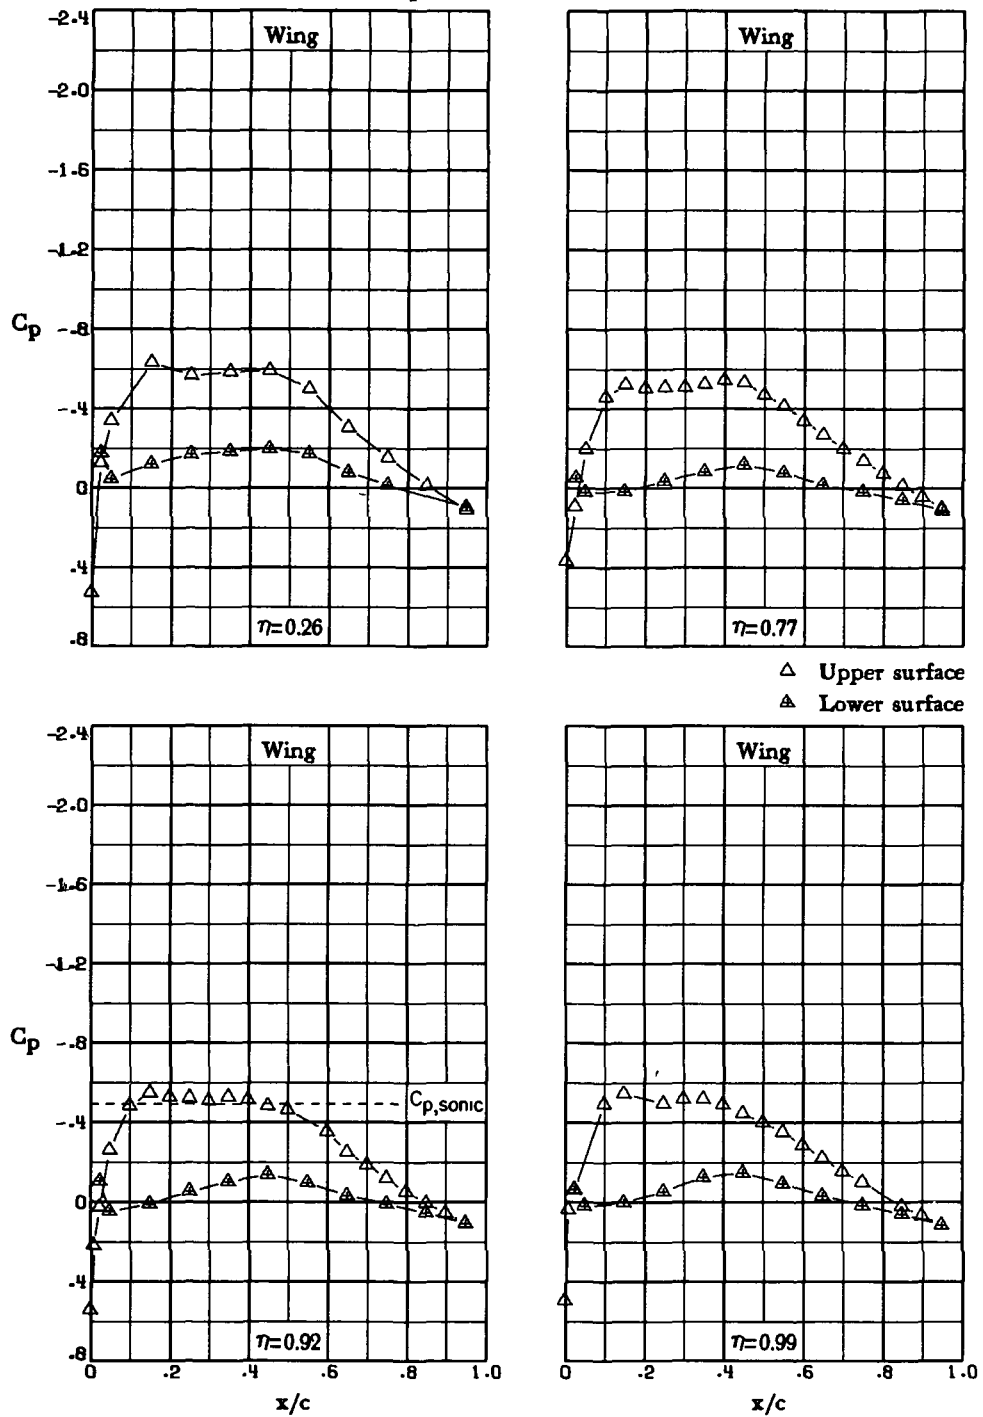 -2.4
Wing
Wing
-2.0
-1.6
-1.2
Cp
-.8
-.4
0
.4
.8
η=0.26
η=0.77
Upper surface
Lower surface
-2.4
Wing
Wing
-2.0
-1.6
-1.2
Cp
-.8
Cp,sonic
-.4
0
.4
.8
η=0.92
η=0.99
0 .2 .4 .6 .8 1.0
0 .2 .4 .6 .8 1.0
x/c
x/c